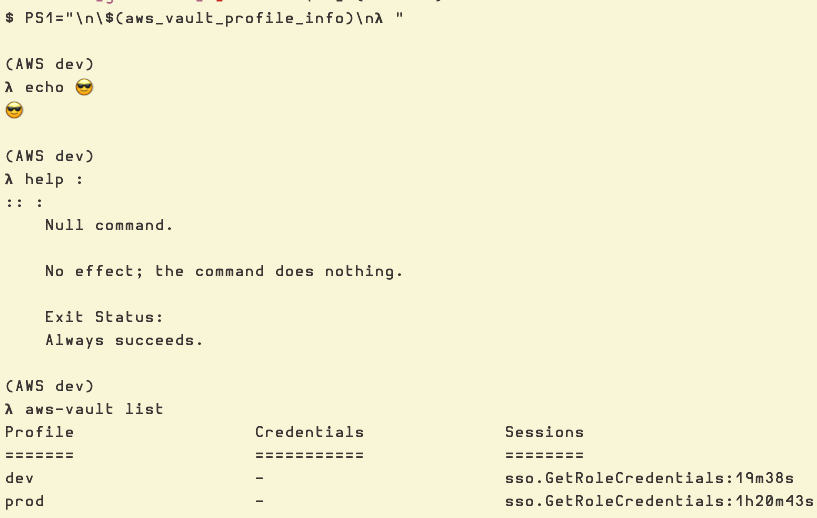 $ PS1="\n\$(aws_vault_profile_info)\nλ "
(AWS dev)
λ echo 😎
😎
(AWS dev)
λ help :
:: :
    Null command.
    No effect; the command does nothing.
    Exit Status:
    Always succeeds.
(AWS dev)
λ aws-vault list
Profile                  Credentials              Sessions
=======                  ===========              ========
dev                      -                        sso.GetRoleCredentials:19m38s
prod                     -                        sso.GetRoleCredentials:1h20m43s